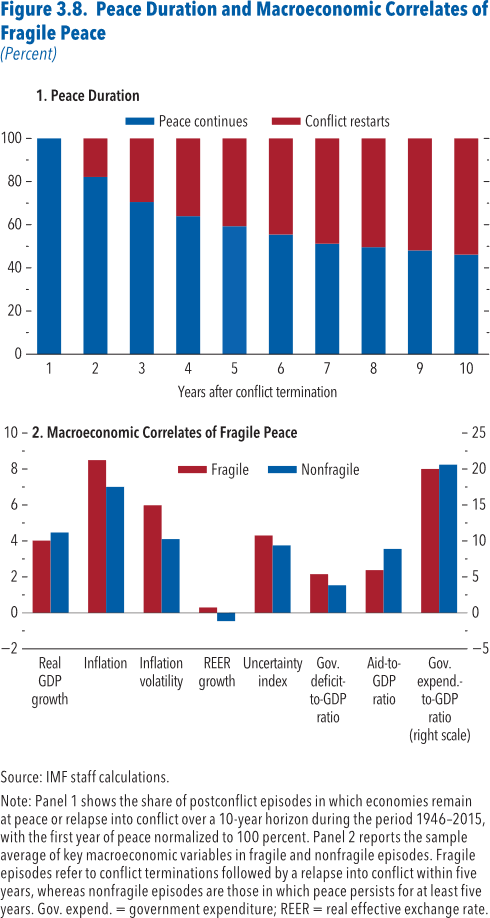 Figure 3.8. Peace Duration and Macroeconomic Correlates of
Fragile Peace
(Percent)
1. Peace Duration
Peace continues
Conflict restarts
100
80
60
40
20
0
1 2 3 4 5 6 7 8 9 10
Years after conflict termination
2. Macroeconomic Correlates of Fragile Peace
Fragile
Nonfragile
10
8
6
4
2
0
–2
25
20
15
10
5
0
–5
Real
GDP
growth
Inflation
Inflation
volatility
REER
growth
Uncertainty
index
Gov.
deficit-
to-GDP
ratio
Aid-to-
GDP
ratio
Gov.
expend.-
to-GDP
ratio
(right scale)
Source: IMF staff calculations.
Note: Panel 1 shows the share of postconflict episodes in which economies remain
at peace or relapse into conflict over a 10-year horizon during the period 1946–2015,
with the first year of peace normalized to 100 percent. Panel 2 reports the sample
average of key macroeconomic variables in fragile and nonfragile episodes. Fragile
episodes refer to conflict terminations followed by a relapse into conflict within five
years, whereas nonfragile episodes are those in which peace persists for at least five
years. Gov. expend. = government expenditure; REER = real effective exchange rate.